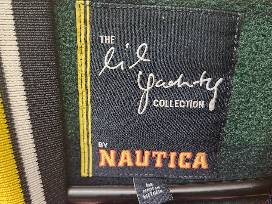 THE
lil
yachty
COLLECTION
BY
NAUTICA